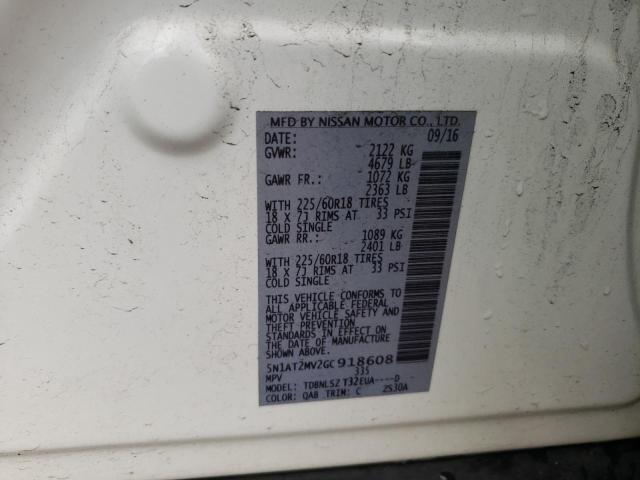 MFD BY NISSAN MOTOR CO., LTD.
DATE: 09/16
GVWR: 2122 KG
4679 LB
GAWR FR.: 1072 KG
2363 LB
WITH 225/60R18 TIRES
18 X 7J RIMS AT 33 PSI
COLD SINGLE
GAWR RR.: 1089 KG
2401 LB
WITH 225/60R18 TIRES
18 X 7J RIMS AT 33 PSI
COLD SINGLE
THIS VEHICLE CONFORMS TO
ALL APPLICABLE FEDERAL
MOTOR VEHICLE SAFETY AND
THEFT PREVENTION
STANDARDS IN EFFECT ON
THE DATE OF MANUFACTURE
SHOWN ABOVE.
5N1AT2MV2GC918608
MPV 335
MODEL: TDBNLSZ T32EUA----D
COLOR: QAB TRIM: C 2530A